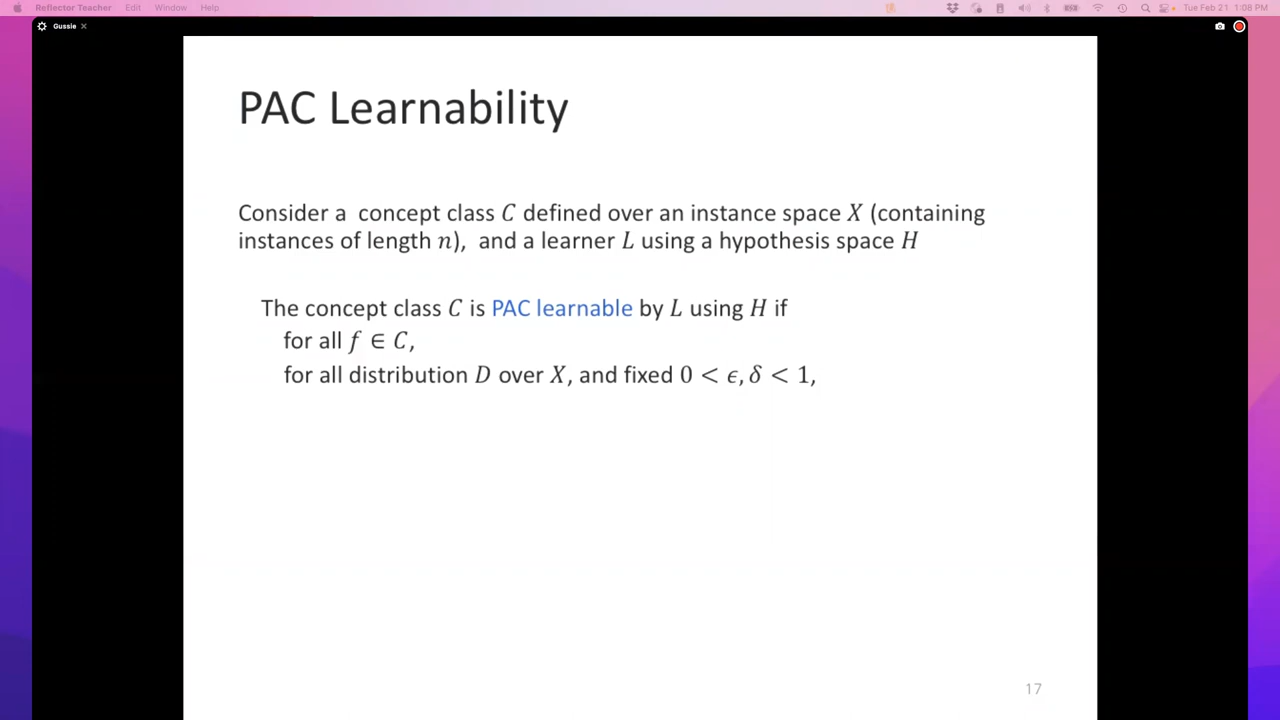 Reflector Teacher Edit Window Help Tue Feb 21 1:08 PM
Gussie
PAC Learnability
Consider a concept class C defined over an instance space X (containing
instances of length n), and a learner L using a hypothesis space H
The concept class C is PAC learnable by L using H if
for all f ∈ C,
for all distribution D over X, and fixed 0 < ϵ, δ < 1,
17